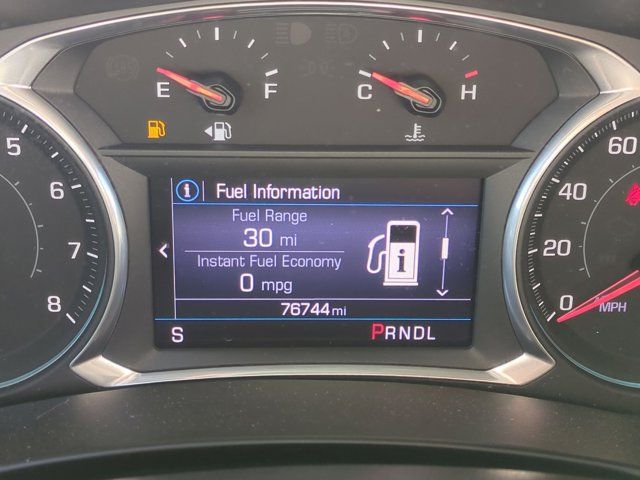 E F
C H
5
6
7
8
i Fuel Information
Fuel Range
30 mi
Instant Fuel Economy
0 mpg
i
76744 mi
S PRNDL
60
40
20
0
MPH